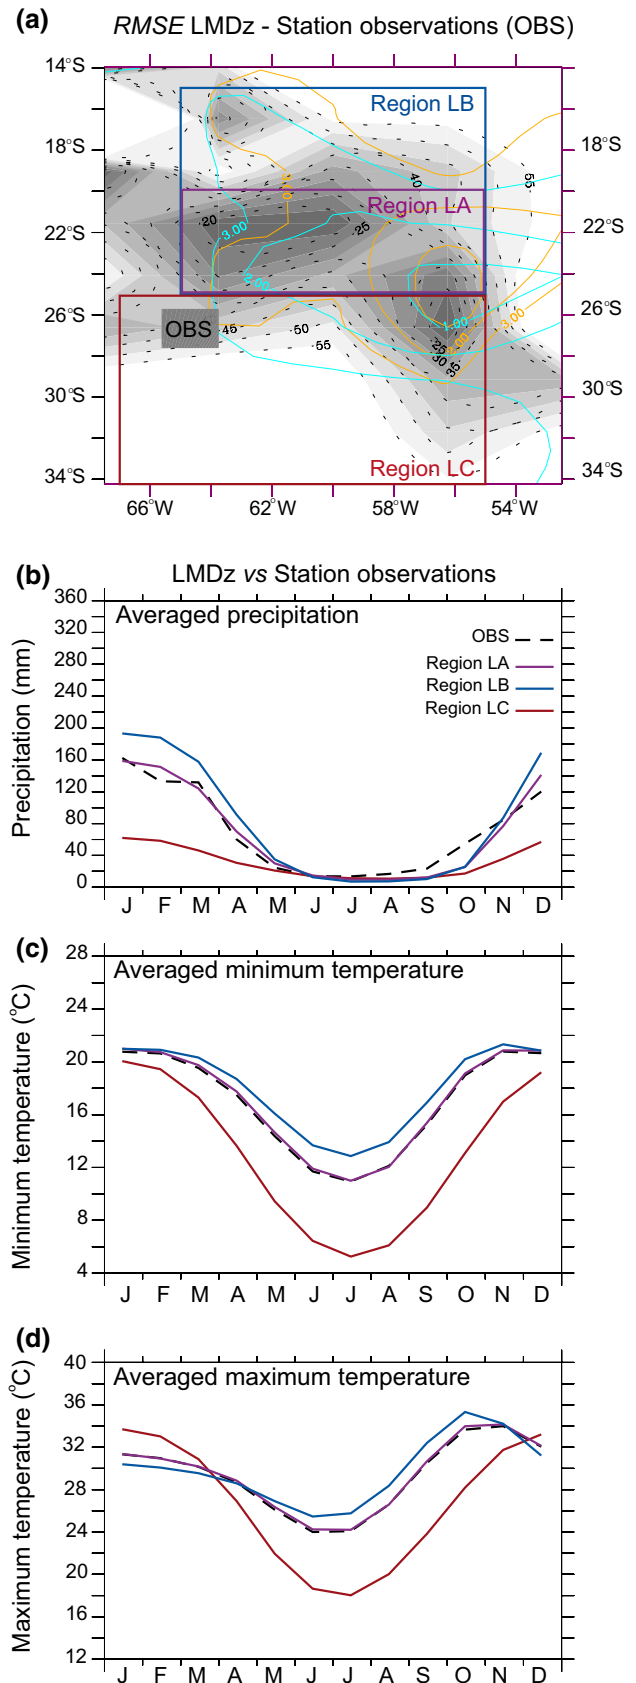 (a) RMSE LMDz - Station observations (OBS)
14°S
18°S
22°S
26°S
30°S
34°S
18°S
22°S
26°S
30°S
34°S
Region LB
Region LA
Region LC
OBS
40
55
20
25
3.00
2.00
45
50
55
1.00
3.00
2.00
25
30
35
66°W 62°W 58°W 54°W
(b) LMDz vs Station observations
Averaged precipitation
OBS
Region LA
Region LB
Region LC
Precipitation (mm)
360
320
280
240
200
160
120
80
40
0
J F M A M J J A S O N D
(c)
Averaged minimum temperature
Minimum temperature (°C)
28
24
20
16
12
8
4
J F M A M J J A S O N D
(d)
Averaged maximum temperature
Maximum temperature (°C)
40
36
32
28
24
20
16
12
J F M A M J J A S O N D